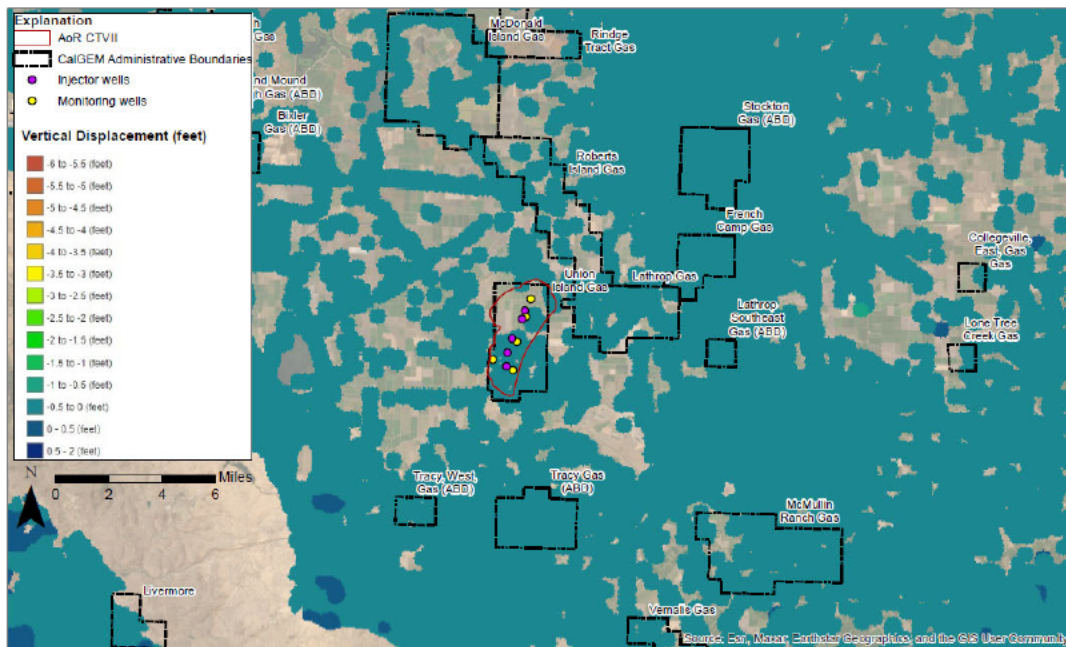 Explanation
AoR CTVII
CalGEM Administrative Boundaries
Injector wells
Monitoring wells
Vertical Displacement (feet)
-6 to -5.5 (feet)
-5.5 to -5 (feet)
-5 to -4.5 (feet)
-4.5 to -4 (feet)
-4 to -3.5 (feet)
-3.5 to -3 (feet)
-3 to -2.5 (feet)
-2.5 to -2 (feet)
-2 to -1.5 (feet)
-1.5 to -1 (feet)
-1 to -0.5 (feet)
-0.5 to 0 (feet)
0 - 0.5 (feet)
0.5 - 2 (feet)
N
Miles
0 2 4 6
McDonald
Island Gas
Rindge
Tract Gas
nd Mound
Gas (ABD)
Bixler
Gas (ABD)
Stockton
Gas (ABD)
Roberts
Island Gas
French
Camp Gas
Collegeville,
East, Gas
Gas
Union
Island Gas
Lathrop Gas
Lathrop
Southeast
Gas (ABD)
Lone Tree
Creek Gas
Tracy, West,
Gas (ABD)
Tracy Gas
(ABD)
McMullin
Ranch Gas
Livermore
Vernalis Gas
Source: Esri, Maxar, Earthstar Geographics, and the GIS User Community